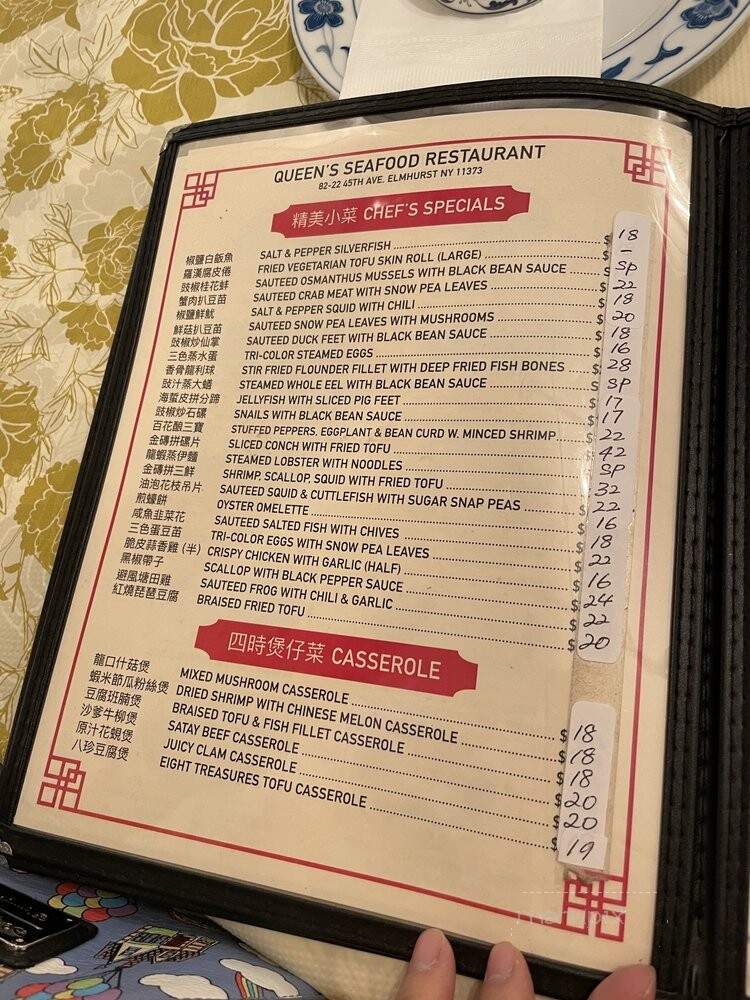 QUEEN'S SEAFOOD RESTAURANT
82-22 45TH AVE. ELMHURST NY 11373
精美小菜 CHEF'S SPECIALS
椒鹽白飯魚 SALT & PEPPER SILVERFISH $ 18
羅漢腐皮倦 FRIED VEGETARIAN TOFU SKIN ROLL (LARGE) $ –
豉椒桂花蚌 SAUTEED OSMANTHUS MUSSELS WITH BLACK BEAN SAUCE S SP
蟹肉扒豆苗 SAUTEED CRAB MEAT WITH SNOW PEA LEAVES $ 22
椒鹽鮮魷 SALT & PEPPER SQUID WITH CHILI $ 18
鮮菇扒豆苗 SAUTEED SNOW PEA LEAVES WITH MUSHROOMS $ 20
豉椒炒仙掌 SAUTEED DUCK FEET WITH BLACK BEAN SAUCE $ 18
三色蒸水蛋 TRI-COLOR STEAMED EGGS $ 16
香骨龍利球 STIR FRIED FLOUNDER FILLET WITH DEEP FRIED FISH BONES $ 28
豉汁蒸大鱔 STEAMED WHOLE EEL WITH BLACK BEAN SAUCE S SP
海蜇皮拼分蹄 JELLYFISH WITH SLICED PIG FEET $ 17
豉椒炒石螺 SNAILS WITH BLACK BEAN SAUCE $ 17
百花酿三寶 STUFFED PEPPERS, EGGPLANT & BEAN CURD W. MINCED SHRIMP $ 22
金磚拼螺片 SLICED CONCH WITH FRIED TOFU $ 42
龍蝦蒸伊麵 STEAMED LOBSTER WITH NOODLES SP
金磚拼三鮮 SHRIMP, SCALLOP, SQUID WITH FRIED TOFU $ 32
油泡花枝吊片 SAUTEED SQUID & CUTTLEFISH WITH SUGAR SNAP PEAS $ 22
煎蠔餅 OYSTER OMELETTE $ 16
咸魚韭菜花 SAUTEED SALTED FISH WITH CHIVES $ 18
三色蛋豆苗 TRI-COLOR EGGS WITH SNOW PEA LEAVES $ 22
脆皮蒜香雞 (半) CRISPY CHICKEN WITH GARLIC (HALF) $ 16
黑椒帶子 SCALLOP WITH BLACK PEPPER SAUCE $ 24
避風塘田雞 SAUTEED FROG WITH CHILI & GARLIC $ 22
紅燒琵琶豆腐 BRAISED FRIED TOFU $ 20
四時煲仔菜 CASSEROLE
龍口什菇煲 MIXED MUSHROOM CASSEROLE $ 18
蝦米節瓜粉絲煲 DRIED SHRIMP WITH CHINESE MELON CASSEROLE $ 18
豆腐班腩煲 BRAISED TOFU & FISH FILLET CASSEROLE $ 18
沙爹牛柳煲 SATAY BEEF CASSEROLE $ 20
原汁花蜆煲 JUICY CLAM CASSEROLE $ 20
八珍豆腐煲 EIGHT TREASURES TOFU CASSEROLE $ 19